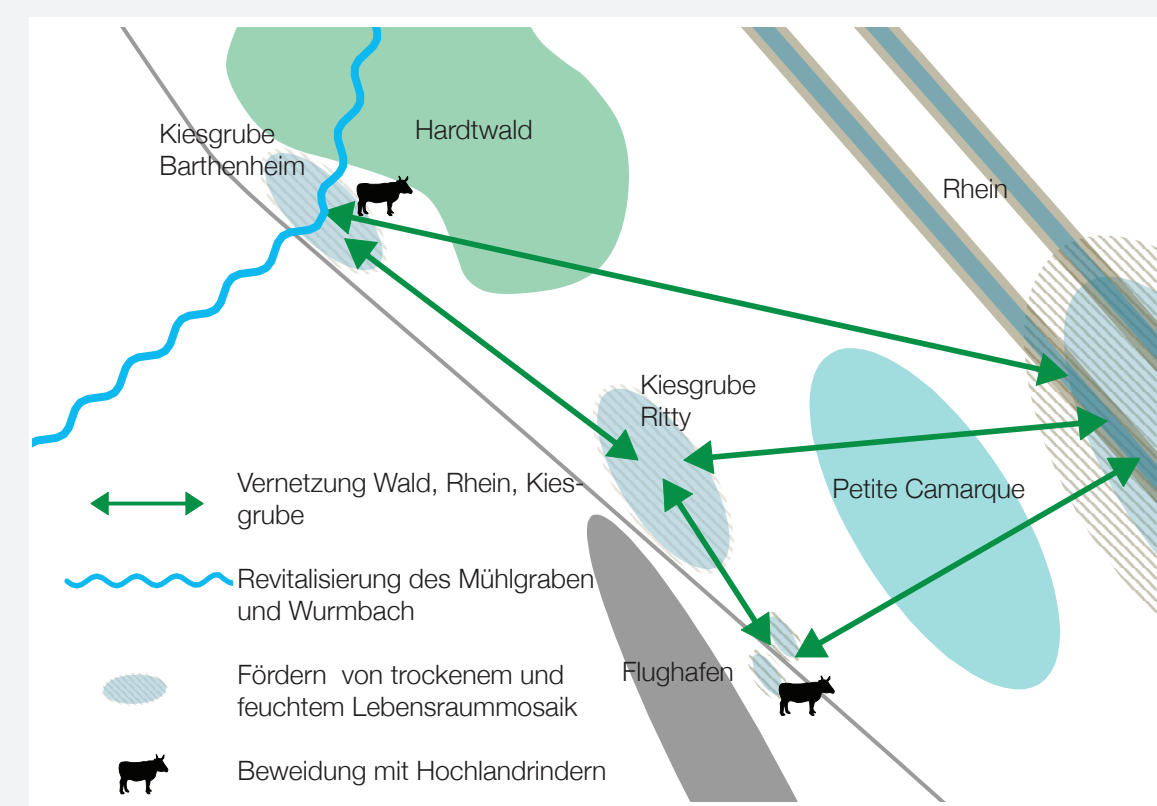 Hardtwald
Kiesgrube
Barthenheim
Rhein
Kiesgrube
Ritty
Petite Camarque
Flughafen
Vernetzung Wald, Rhein, Kies-
grube
Revitalisierung des Mühlgraben
und Wurmbach
Fördern von trockenem und
feuchtem Lebensraummosaik
Beweidung mit Hochlandrindern